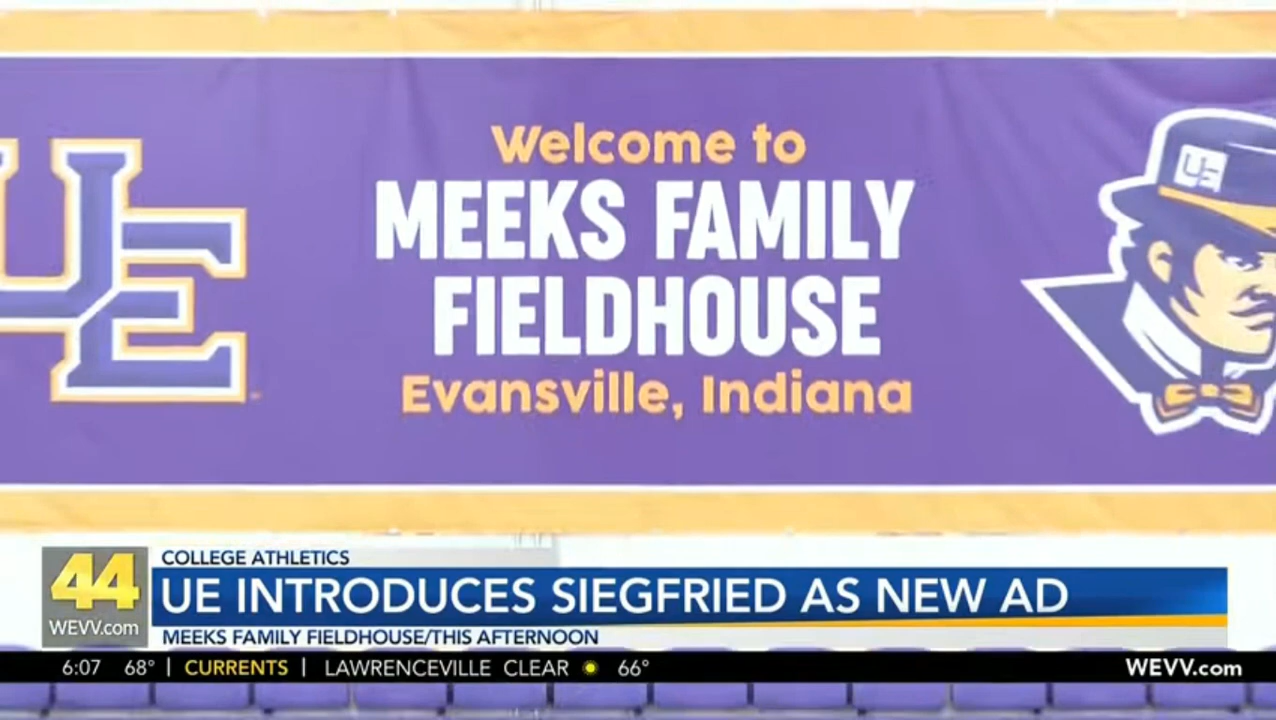 Welcome to
MEEKS FAMILY
FIELDHOUSE
Evansville, Indiana
UE
UE
44
WEVV.com
COLLEGE ATHLETICS
UE INTRODUCES SIEGFRIED AS NEW AD
MEEKS FAMILY FIELDHOUSE/THIS AFTERNOON
6:07 68° | CURRENTS | LAWRENCEVILLE CLEAR 66° WEVV.com